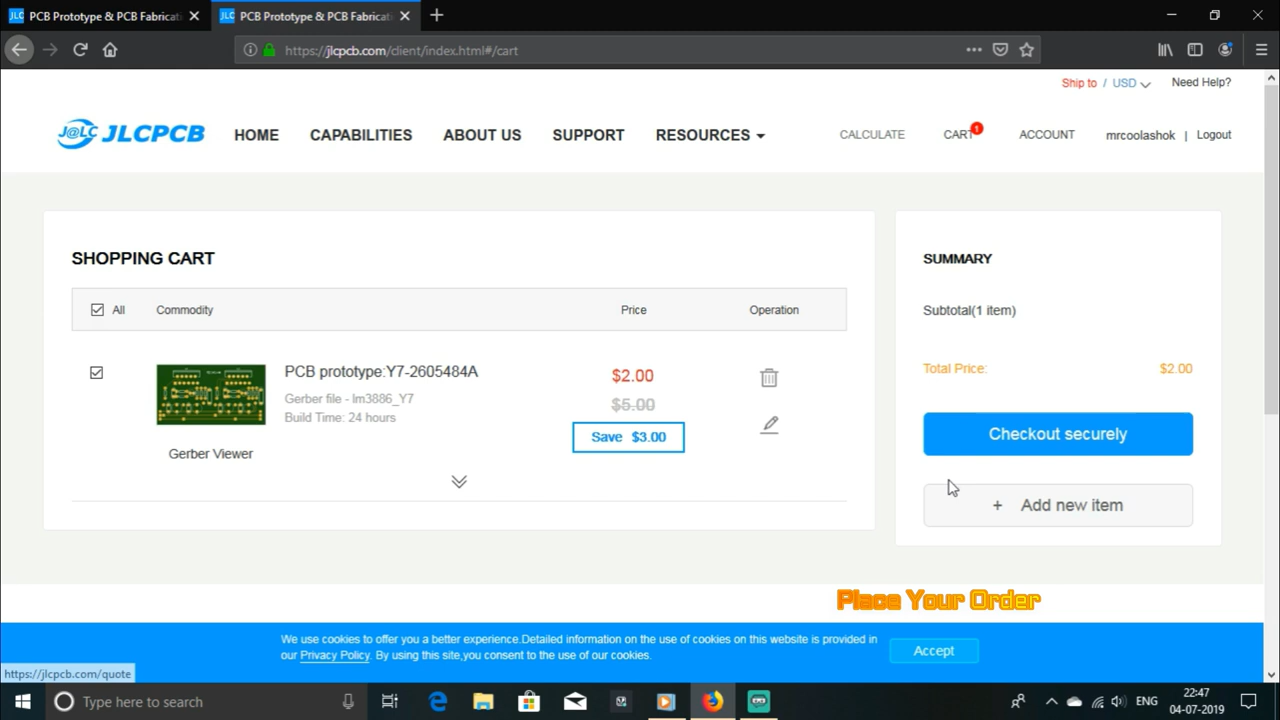 PCB Prototype & PCB Fabricati
PCB Prototype & PCB Fabricati
https://jlcpcb.com/client/index.html#/cart
Ship to / USD
Need Help?
J@LC JLCPCB
HOME
CAPABILITIES
ABOUT US
SUPPORT
RESOURCES
CALCULATE
CART 1
ACCOUNT
mrcoolashok | Logout
SHOPPING CART
All
Commodity
Price
Operation
PCB prototype:Y7-2605484A
Gerber file - lm3886_Y7
Build Time: 24 hours
Gerber Viewer
$2.00
$5.00
Save $3.00
SUMMARY
Subtotal(1 item)
Total Price: $2.00
Checkout securely
+ Add new item
Place Your Order
We use cookies to offer you a better experience.Detailed information on the use of cookies on this website is provided in
our Privacy Policy. By using this site,you consent to the use of our cookies.
Accept
https://jlcpcb.com/quote
Type here to search
ENG
22:47
04-07-2019